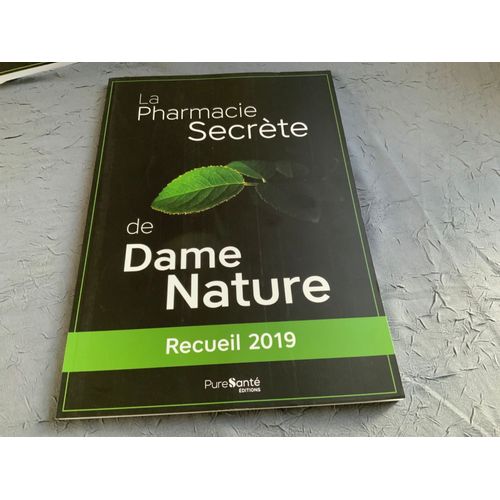 La
Pharmacie
Secrète
de
Dame
Nature
Recueil 2019
PureSanté
ÉDITIONS